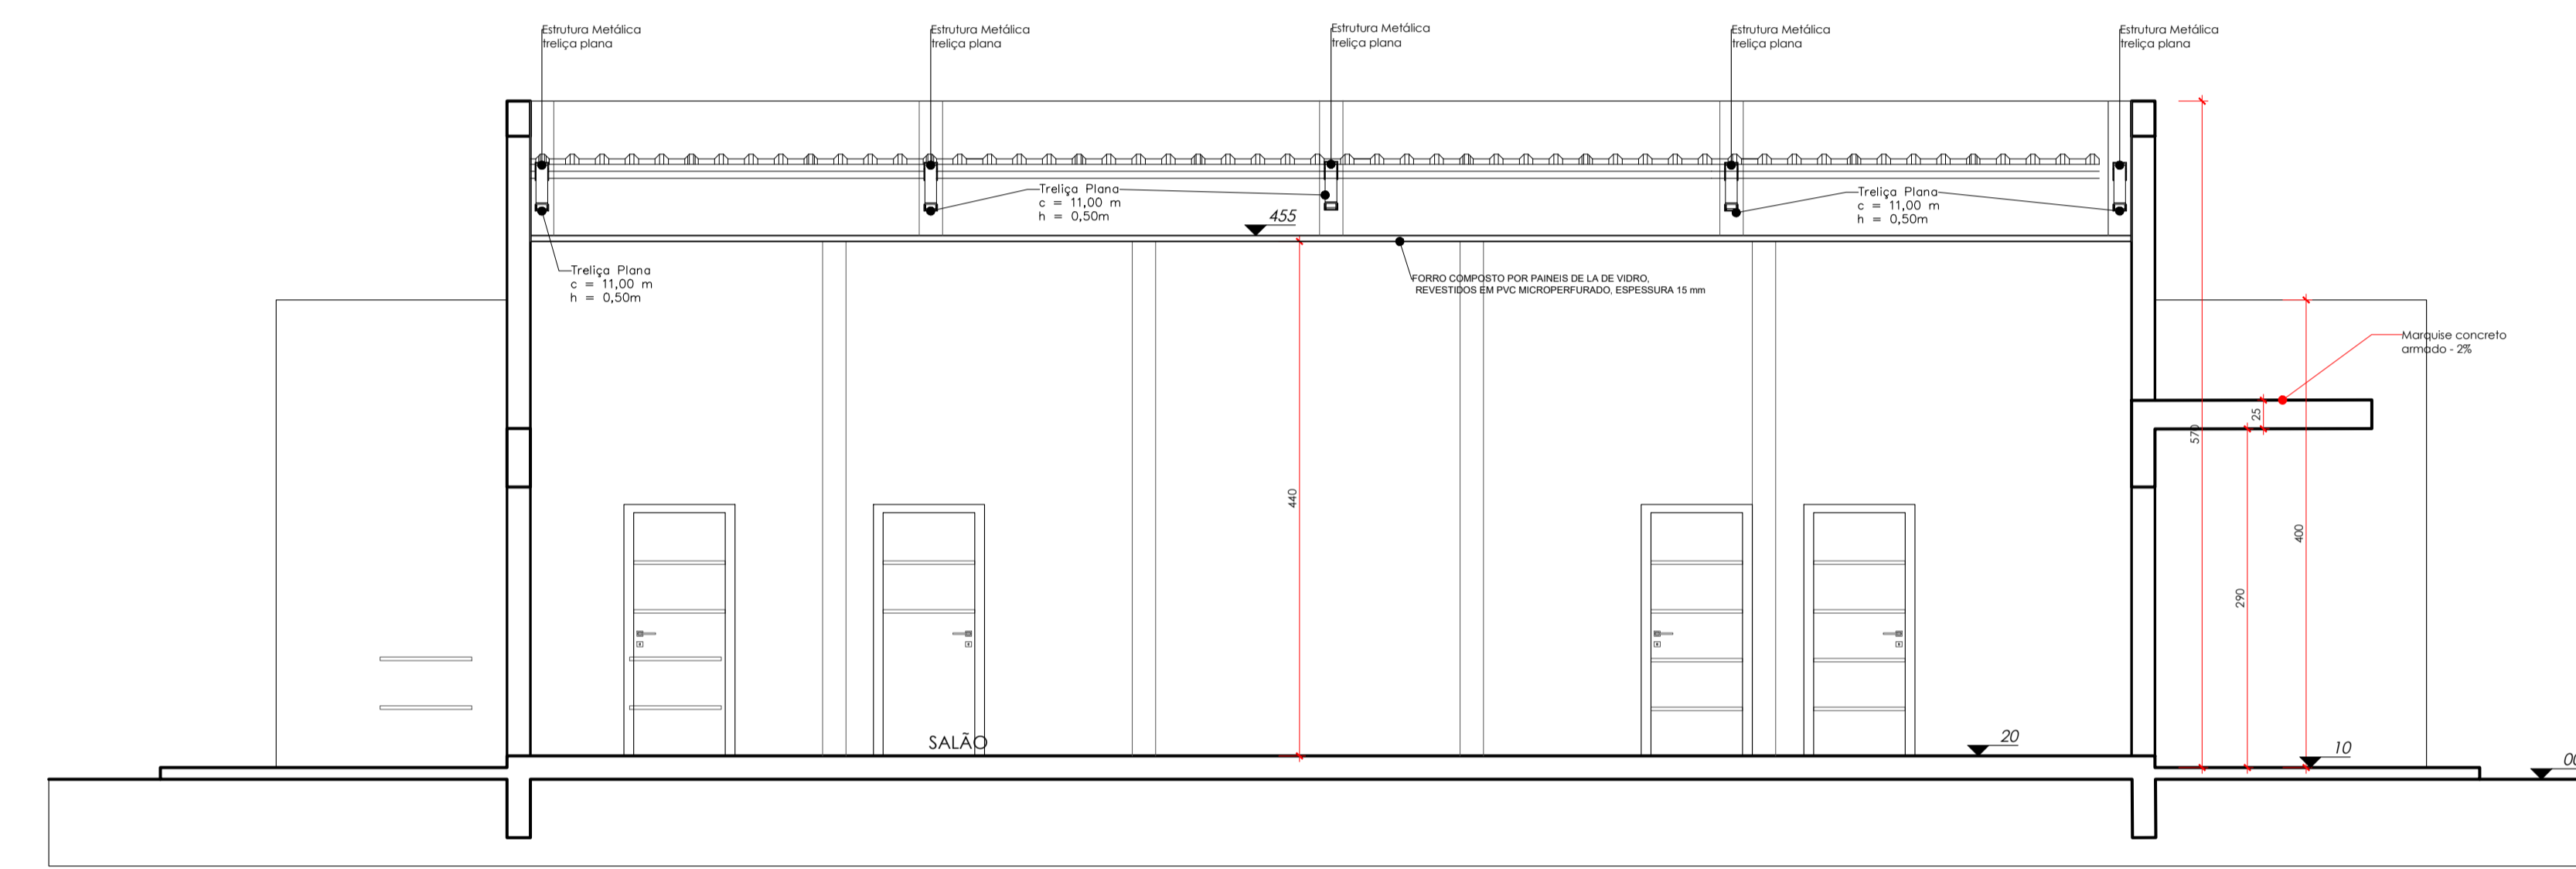 Estrutura Metálica
treliça plana
Estrutura Metálica
treliça plana
Estrutura Metálica
treliça plana
Estrutura Metálica
treliça plana
Estrutura Metálica
treliça plana
Treliça Plana
c = 11,00 m
h = 0,50m
Treliça Plana
c = 11,00 m
h = 0,50m
455
Treliça Plana
c = 11,00 m
h = 0,50m
FORRO COMPOSTO POR PAINEIS DE LA DE VIDRO,
REVESTIDOS EM PVC MICROPERFURADO, ESPESSURA 15 mm
Marquise concreto
armado - 2%
25
570
440
400
290
SALÃO
20
10
00